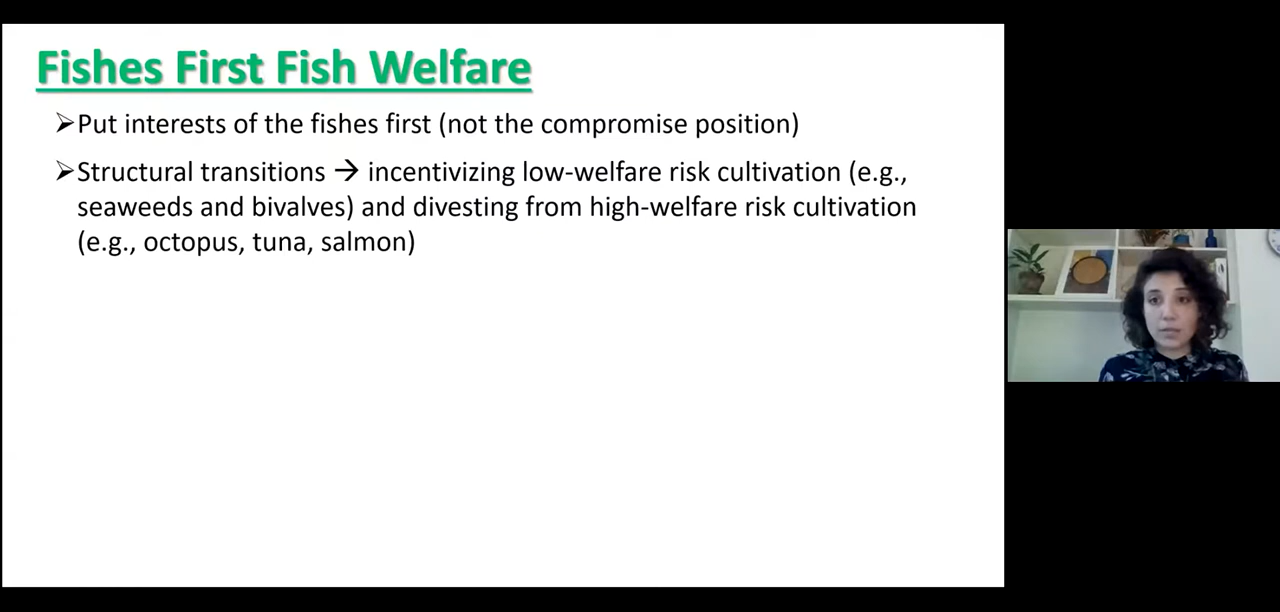 Fishes First Fish Welfare
➢Put interests of the fishes first (not the compromise position)
➢Structural transitions → incentivizing low-welfare risk cultivation (e.g.,
seaweeds and bivalves) and divesting from high-welfare risk cultivation
(e.g., octopus, tuna, salmon)